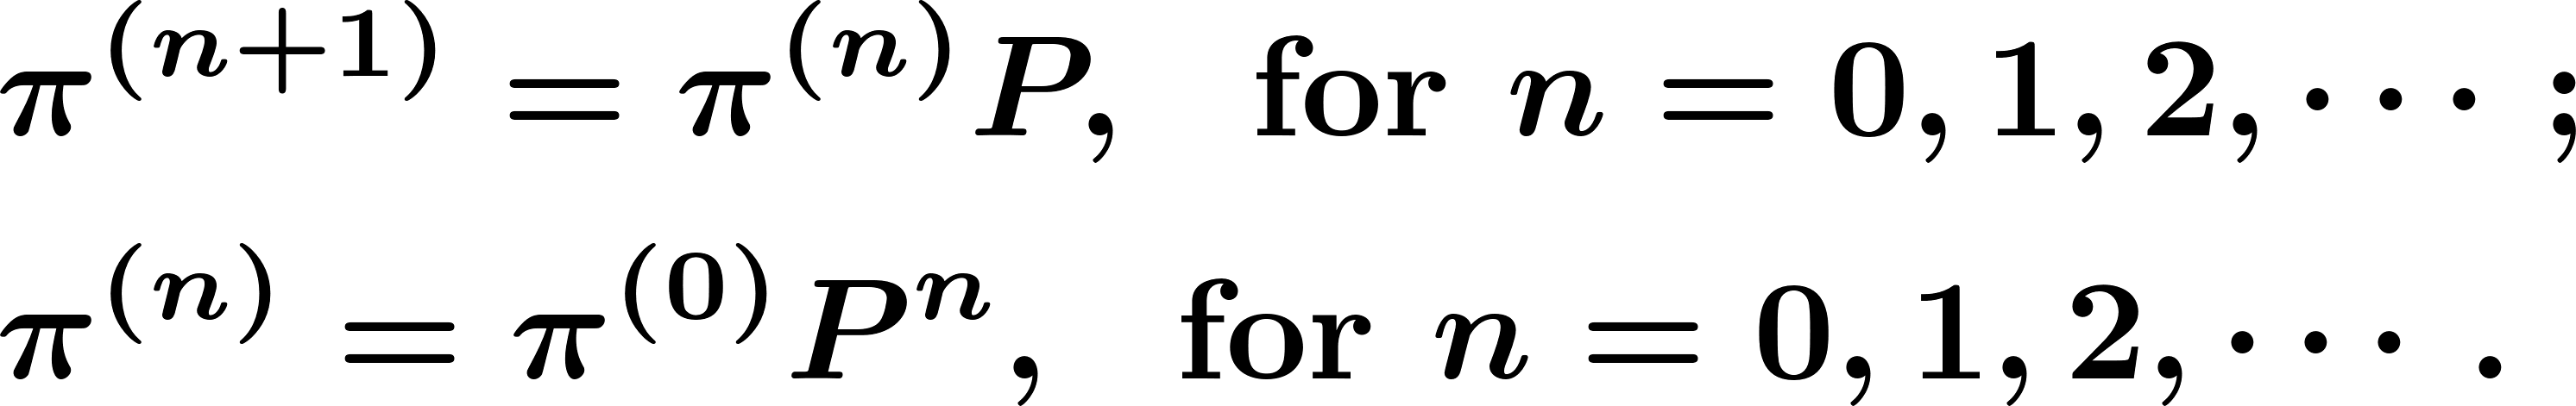 π^(n+1) = π^(n) P, for n = 0, 1, 2, · · · ;
π^(n) = π^(0) P^n, for n = 0, 1, 2, · · · .